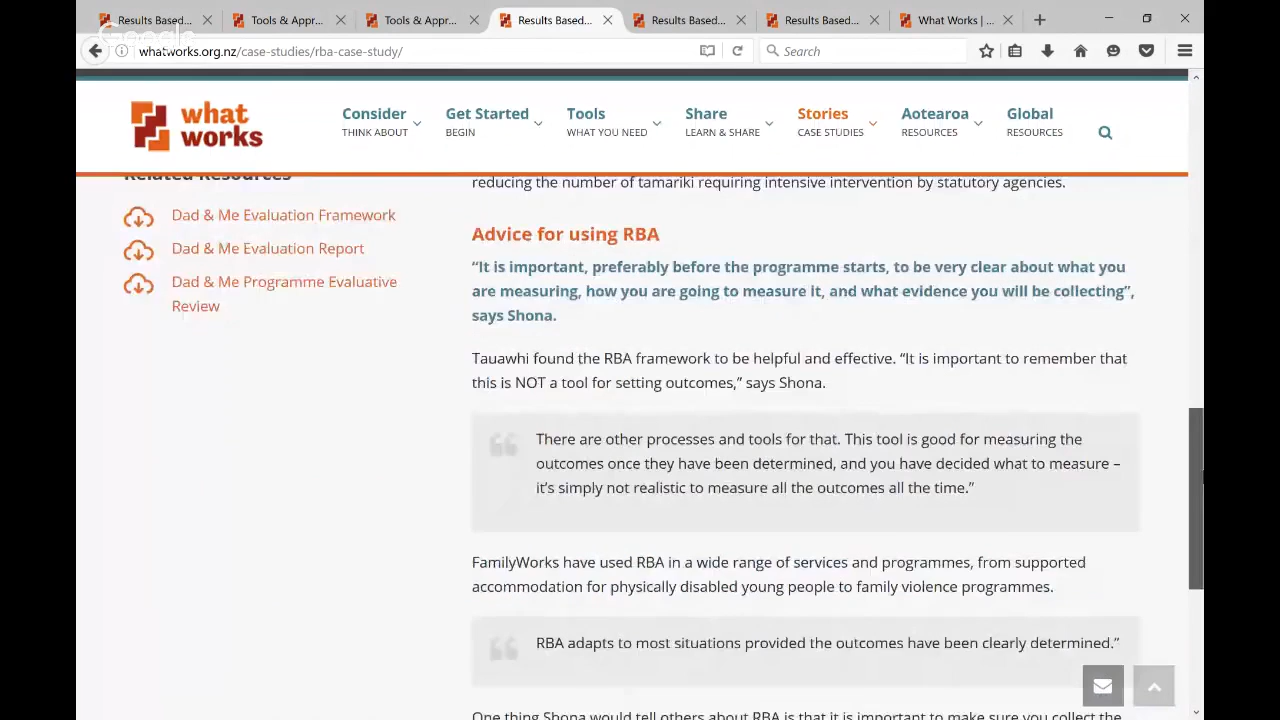 Results Based...
Tools & Appr...
Tools & Appr...
Results Based...
Results Based...
Results Based...
What Works | ...
Google
whatworks.org.nz/case-studies/rba-case-study/
Search
what
works
Consider
THINK ABOUT
Get Started
BEGIN
Tools
WHAT YOU NEED
Share
LEARN & SHARE
Stories
CASE STUDIES
Aotearoa
RESOURCES
Global
RESOURCES
Related Resources
Dad & Me Evaluation Framework
Dad & Me Evaluation Report
Dad & Me Programme Evaluative
Review
reducing the number of tamariki requiring intensive intervention by statutory agencies.
Advice for using RBA
“It is important, preferably before the programme starts, to be very clear about what you
are measuring, how you are going to measure it, and what evidence you will be collecting”,
says Shona.
Tauawhi found the RBA framework to be helpful and effective. “It is important to remember that
this is NOT a tool for setting outcomes,” says Shona.
There are other processes and tools for that. This tool is good for measuring the
outcomes once they have been determined, and you have decided what to measure –
it’s simply not realistic to measure all the outcomes all the time.”
FamilyWorks have used RBA in a wide range of services and programmes, from supported
accommodation for physically disabled young people to family violence programmes.
RBA adapts to most situations provided the outcomes have been clearly determined.”
One thing Shona would tell others about RBA is that it is important to make sure you collect the